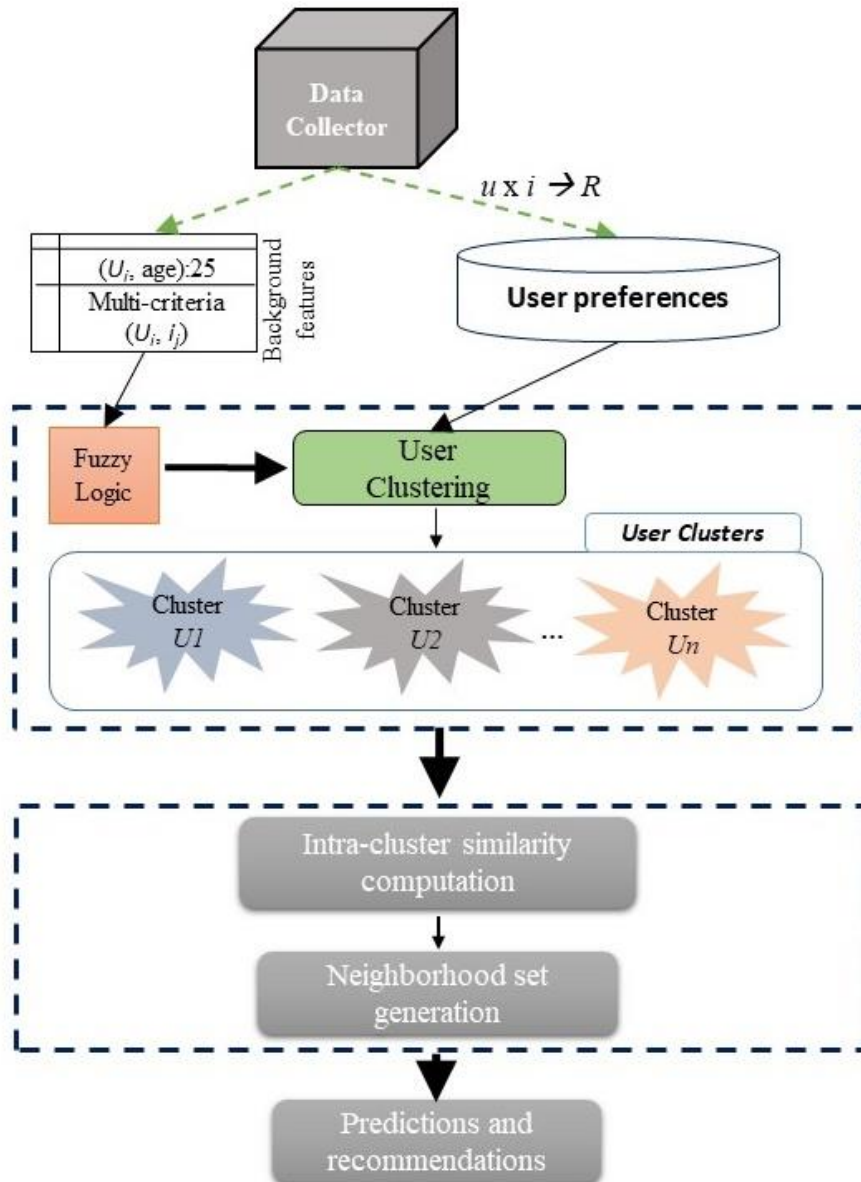 Data
Collector
u x i → R
(Ui, age):25
Multi-criteria
(Ui, ij)
Background
features
User preferences
Fuzzy
Logic
User
Clustering
User Clusters
Cluster
U1
Cluster
U2
...
Cluster
Un
Intra-cluster similarity
computation
Neighborhood set
generation
Predictions and
recommendations